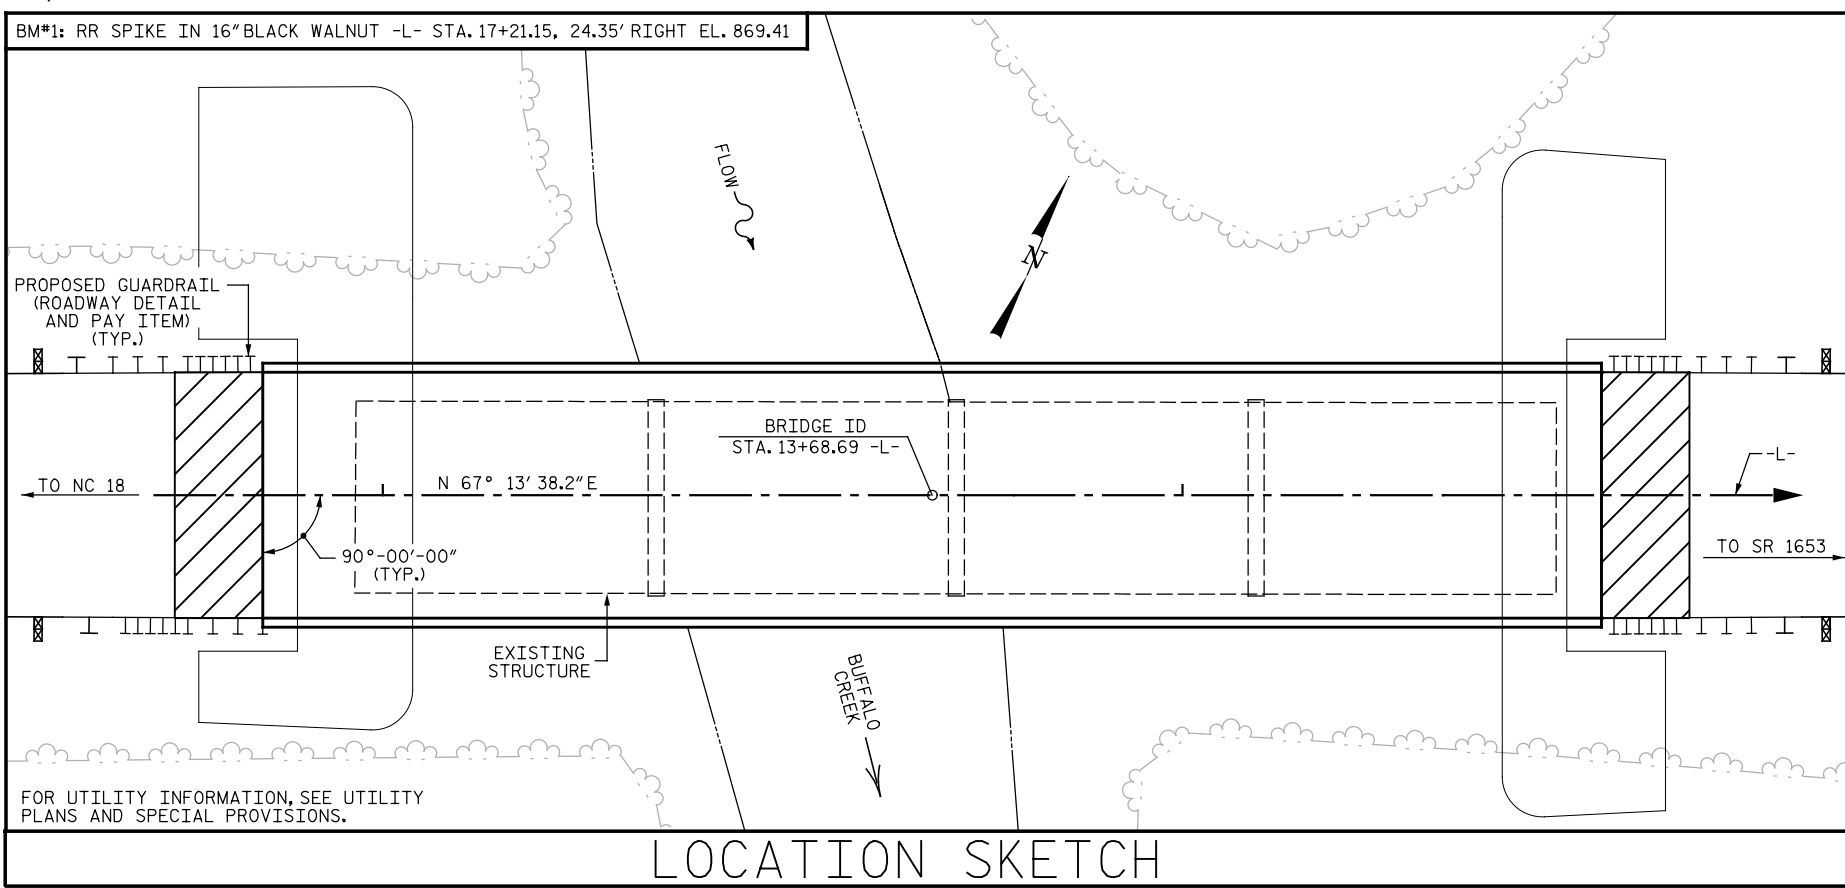 BM#1: RR SPIKE IN 16" BLACK WALNUT -L- STA. 17+21.15, 24.35' RIGHT EL. 869.41
FLOW
N
PROPOSED GUARDRAIL
(ROADWAY DETAIL
AND PAY ITEM)
(TYP.)
BRIDGE ID
STA. 13+68.69 -L-
-L-
TO NC 18
N 67° 13' 38.2" E
90°-00'-00"
(TYP.)
TO SR 1653
EXISTING
STRUCTURE
BUFFALO
CREEK
FOR UTILITY INFORMATION, SEE UTILITY
PLANS AND SPECIAL PROVISIONS.
LOCATION SKETCH